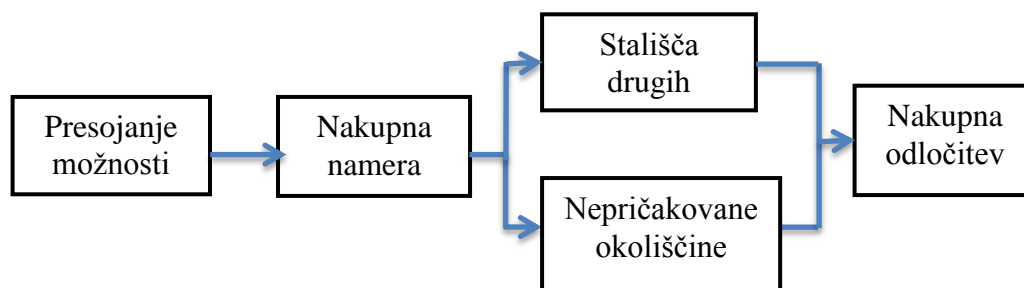 Presojanje
možnosti
Nakupna
namera
Stališča
drugih
Nepričakovane
okoliščine
Nakupna
odločitev